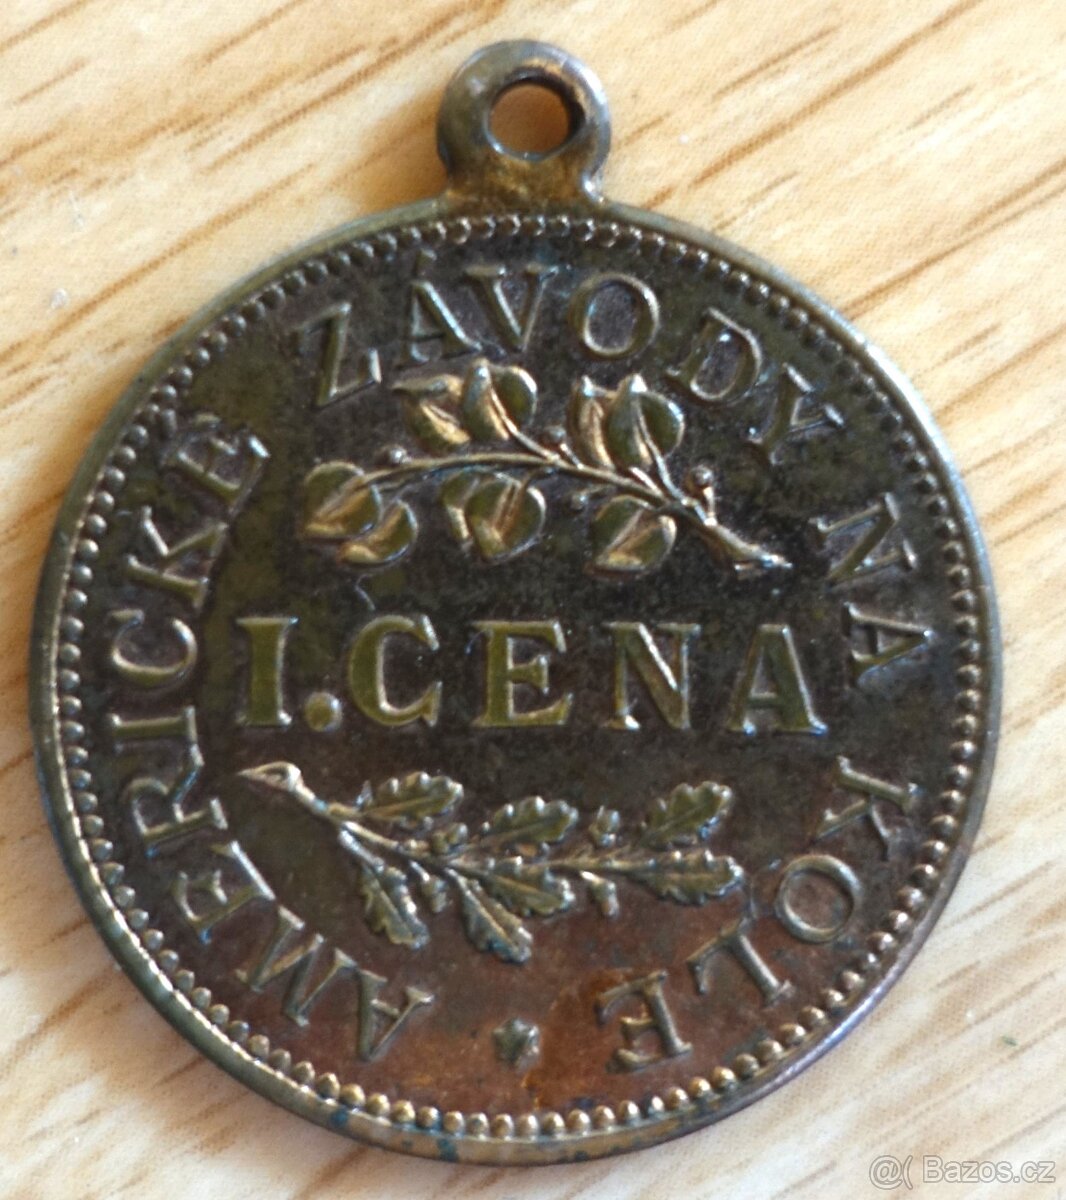 AMERICKÉ ZÁVODY NA KOLE
I. CENA
@( Bazos.cz